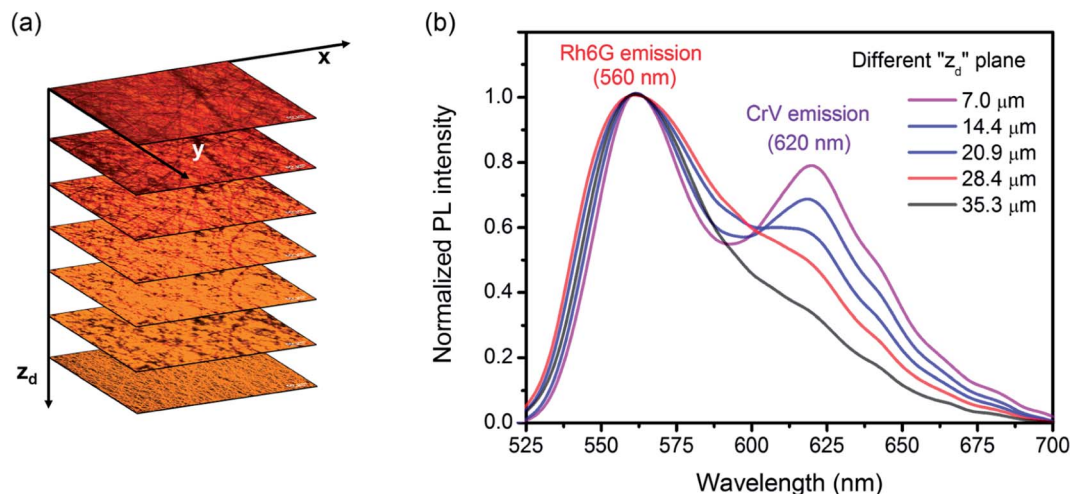 (a)
x
y
z_d
(b)
Rh6G emission
(560 nm)
CrV emission
(620 nm)
Different "z_d" plane
7.0 μm
14.4 μm
20.9 μm
28.4 μm
35.3 μm
Normalized PL intensity
1.0
0.8
0.6
0.4
0.2
0.0
525
550
575
600
625
650
675
700
Wavelength (nm)